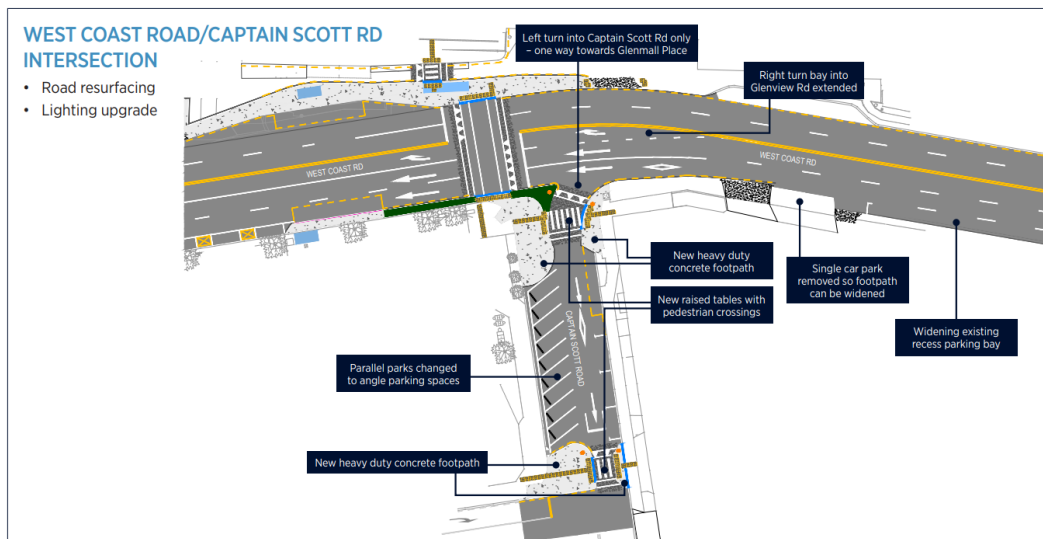 WEST COAST ROAD/CAPTAIN SCOTT RD
INTERSECTION
• Road resurfacing
• Lighting upgrade
Left turn into Captain Scott Rd only
– one way towards Glenmall Place
Right turn bay into
Glenview Rd extended
WEST COAST RD
WEST COAST RD
New heavy duty
concrete footpath
Single car park
removed so footpath
can be widened
New raised tables with
pedestrian crossings
Widening existing
recess parking bay
CAPTAIN SCOTT ROAD
Parallel parks changed
to angle parking spaces
New heavy duty concrete footpath